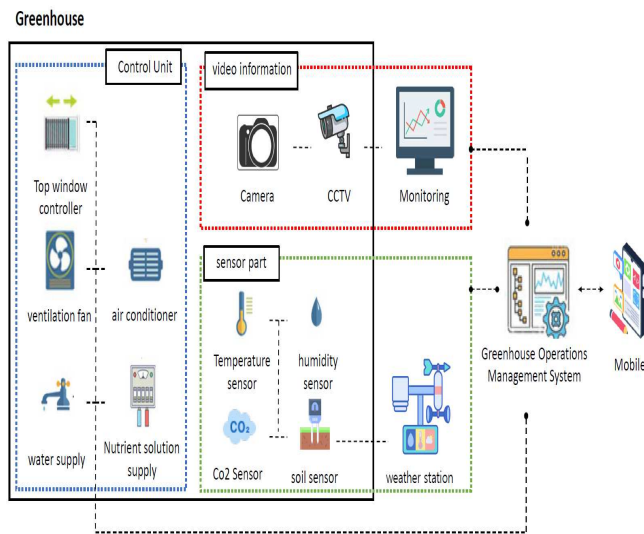 Greenhouse
Control Unit
Top window
controller
ventilation fan
air conditioner
water supply
Nutrient solution
supply
video information
Camera
CCTV
Monitoring
sensor part
Temperature
sensor
humidity
sensor
CO₂
Co2 Sensor
soil sensor
weather station
Greenhouse Operations
Management System
Mobile